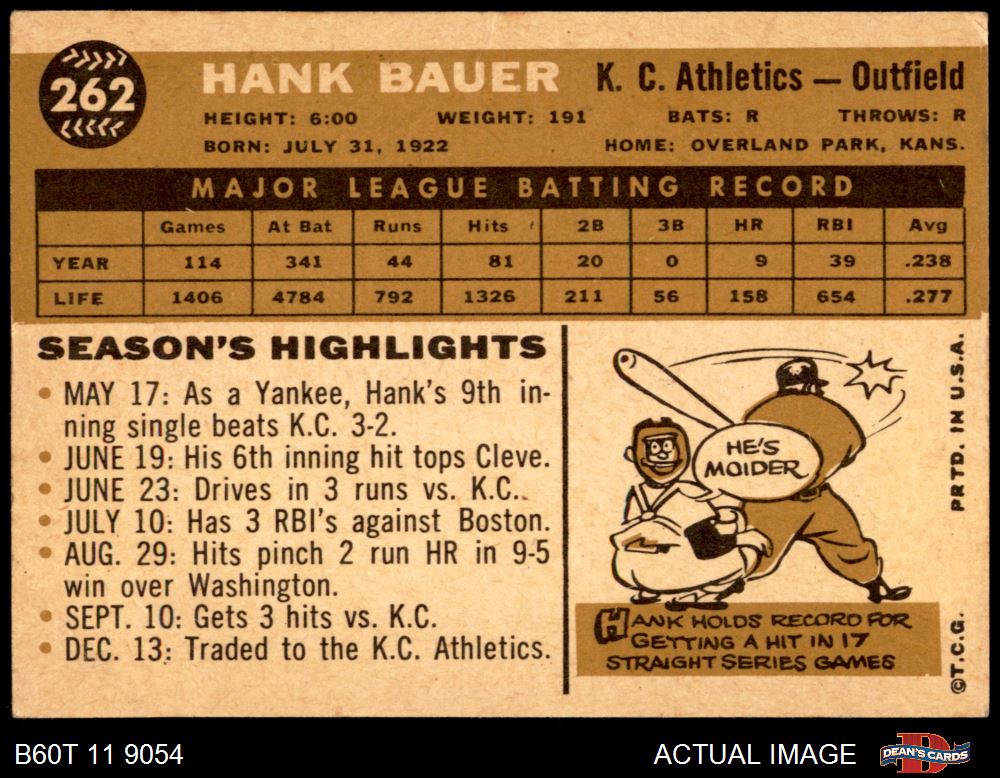 262
HANK BAUER K. C. Athletics — Outfield
HEIGHT: 6:00 WEIGHT: 191 BATS: R THROWS: R
BORN: JULY 31, 1922 HOME: OVERLAND PARK, KANS.
MAJOR LEAGUE BATTING RECORD
Games At Bat Runs Hits 2B 3B HR RBI Avg
YEAR 114 341 44 81 20 0 9 39 .238
LIFE 1406 4784 792 1326 211 56 158 654 .277
SEASON'S HIGHLIGHTS
• MAY 17: As a Yankee, Hank's 9th in-
ning single beats K.C. 3-2.
• JUNE 19: His 6th inning hit tops Cleve.
• JUNE 23: Drives in 3 runs vs. K.C..
• JULY 10: Has 3 RBI's against Boston.
• AUG. 29: Hits pinch 2 run HR in 9-5
win over Washington.
• SEPT. 10: Gets 3 hits vs. K.C.
• DEC. 13: Traded to the K.C. Athletics.
HE'S
MOIDER
HANK HOLDS RECORD FOR
GETTING A HIT IN 17
STRAIGHT SERIES GAMES
©T.C.G. PRTD. IN U.S.A.
B60T 11 9054 ACTUAL IMAGE
D
DEAN'S CARDS